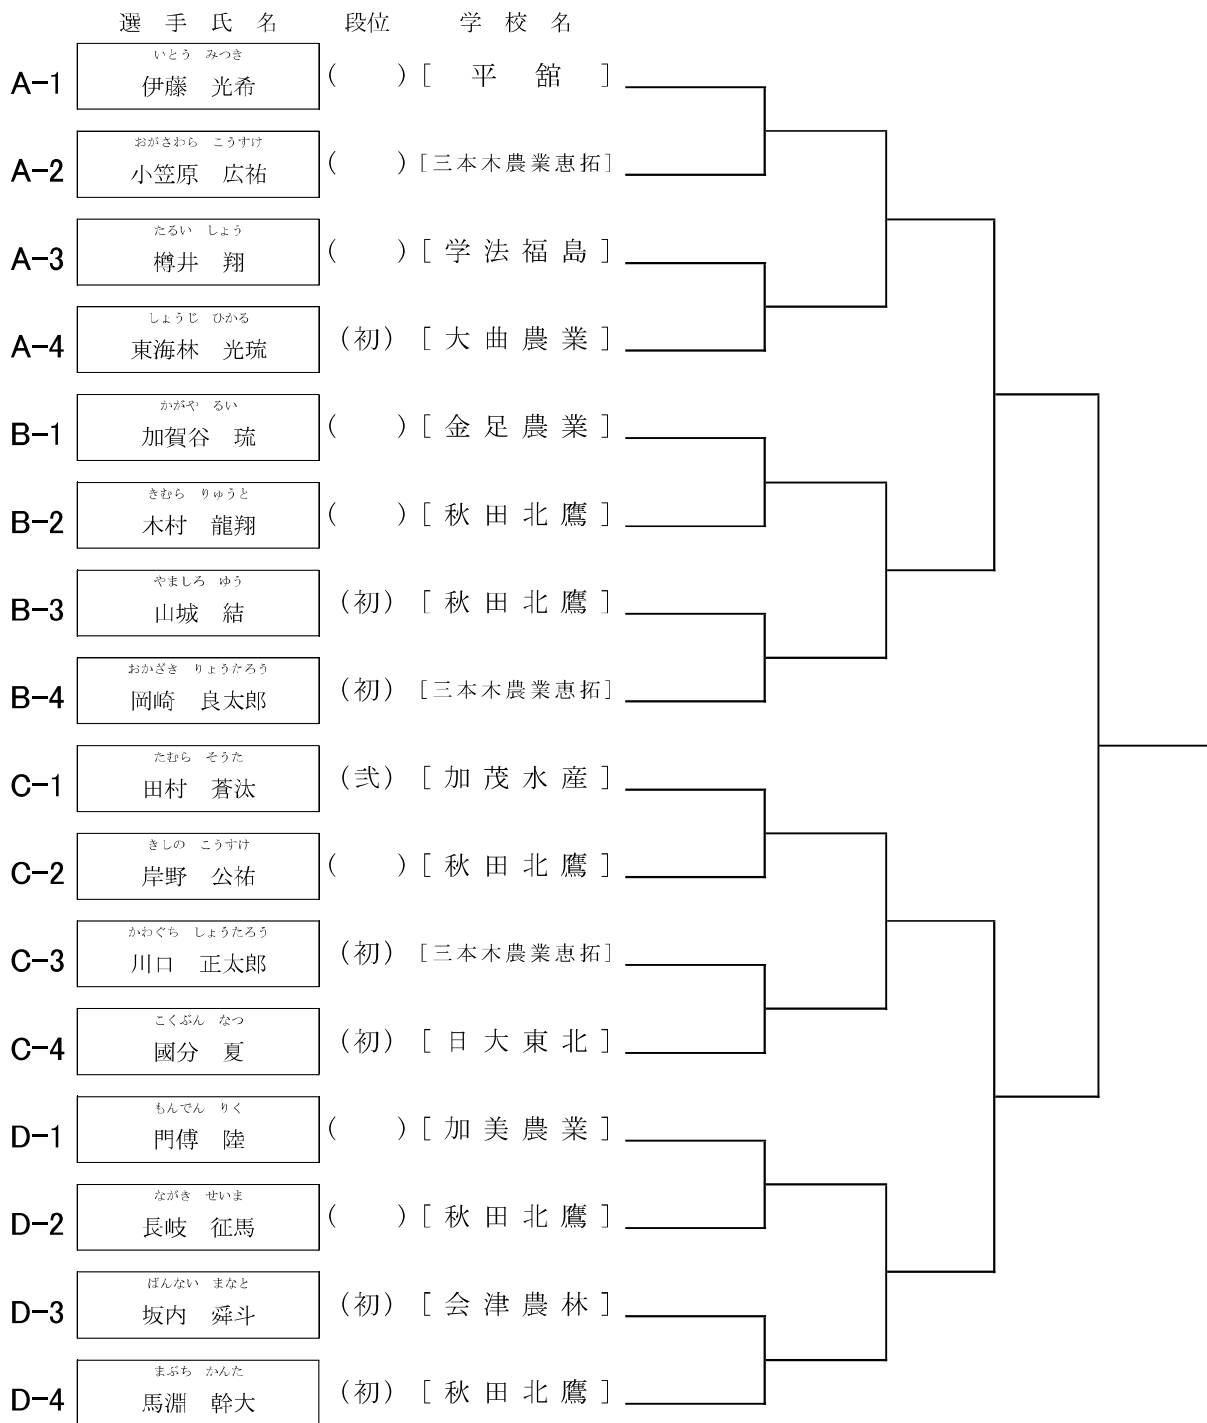 選手氏名 段位 学校名
いとう みつき
A-1 伊藤 光希 ( ) [ 平舘 ]
おがさわら こうすけ
A-2 小笠原 広祐 ( ) [三本木農業恵拓]
たるい しょう
A-3 樽井 翔 ( ) [学法福島]
しょうじ ひかる
A-4 東海林 光琉 (初) [大曲農業]
かがや るい
B-1 加賀谷 琉 ( ) [金足農業]
きむら りゅうと
B-2 木村 龍翔 ( ) [秋田北鷹]
やましろ ゆう
B-3 山城 結 (初) [秋田北鷹]
おかざき りょうたろう
B-4 岡崎 良太郎 (初) [三本木農業恵拓]
たむら そうた
C-1 田村 蒼汰 (弐) [加茂水産]
きしの こうすけ
C-2 岸野 公祐 ( ) [秋田北鷹]
かわぐち しょうたろう
C-3 川口 正太郎 (初) [三本木農業恵拓]
こくぶん なつ
C-4 國分 夏 (初) [日大東北]
もんでん りく
D-1 門傅 陸 ( ) [加美農業]
ながき せいま
D-2 長岐 征馬 ( ) [秋田北鷹]
ばんない まなと
D-3 坂内 舜斗 (初) [会津農林]
まぶち かんた
D-4 馬淵 幹大 (初) [秋田北鷹]